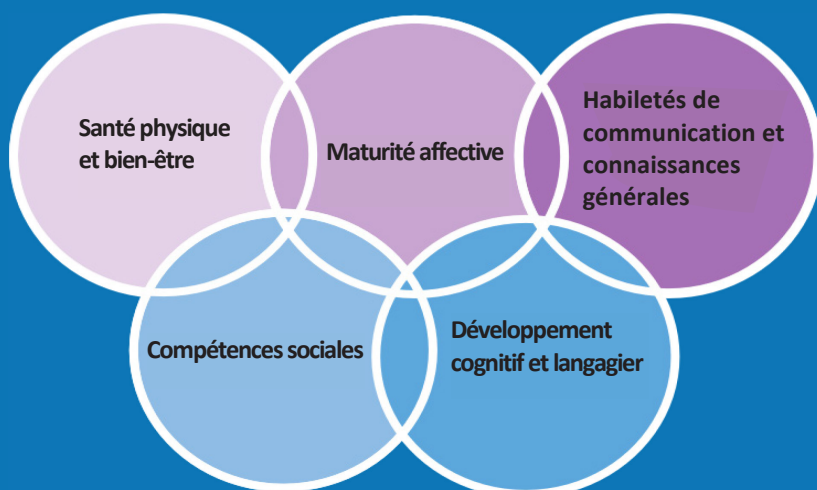 Santé physique
et bien-être
Maturité affective
Habiletés de
communication et
connaissances
générales
Compétences sociales
Développement
cognitif et langagier